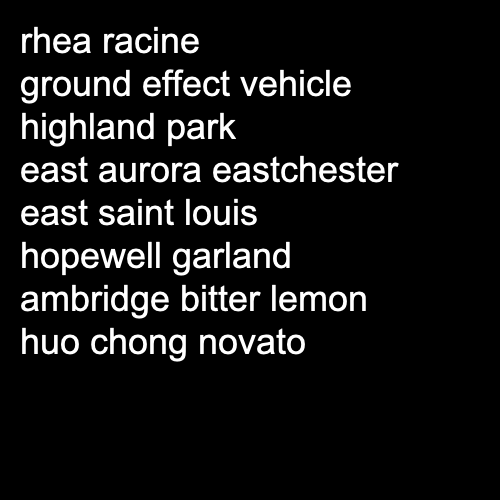 rhea racine
ground effect vehicle
highland park
east aurora eastchester
east saint louis
hopewell garland
ambridge bitter lemon
huo chong novato